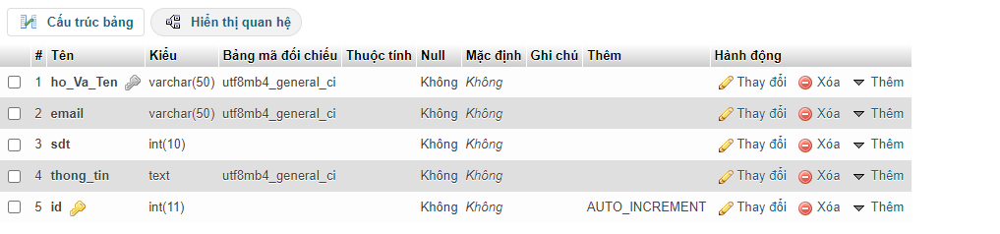 Cấu trúc bảng Hiển thị quan hệ
# Tên Kiểu Bảng mã đối chiếu Thuộc tính Null Mặc định Ghi chú Thêm Hành động
1 ho_Va_Ten varchar(50) utf8mb4_general_ci Không Không Thay đổi Xóa Thêm
2 email varchar(50) utf8mb4_general_ci Không Không Thay đổi Xóa Thêm
3 sdt int(10) Không Không Thay đổi Xóa Thêm
4 thong_tin text utf8mb4_general_ci Không Không Thay đổi Xóa Thêm
5 id int(11) Không Không AUTO_INCREMENT Thay đổi Xóa Thêm